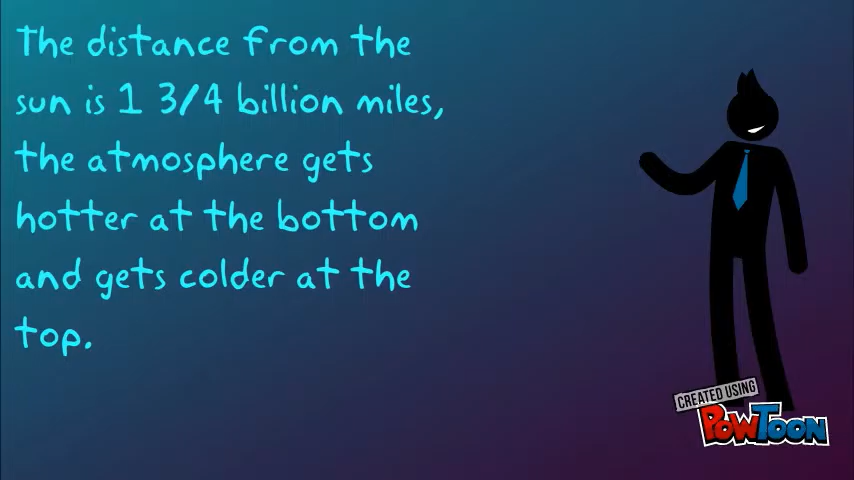 The distance from the
sun is 1 3/4 billion miles,
the atmosphere gets
hotter at the bottom
and gets colder at the
top.
CREATED USING
POWTOON